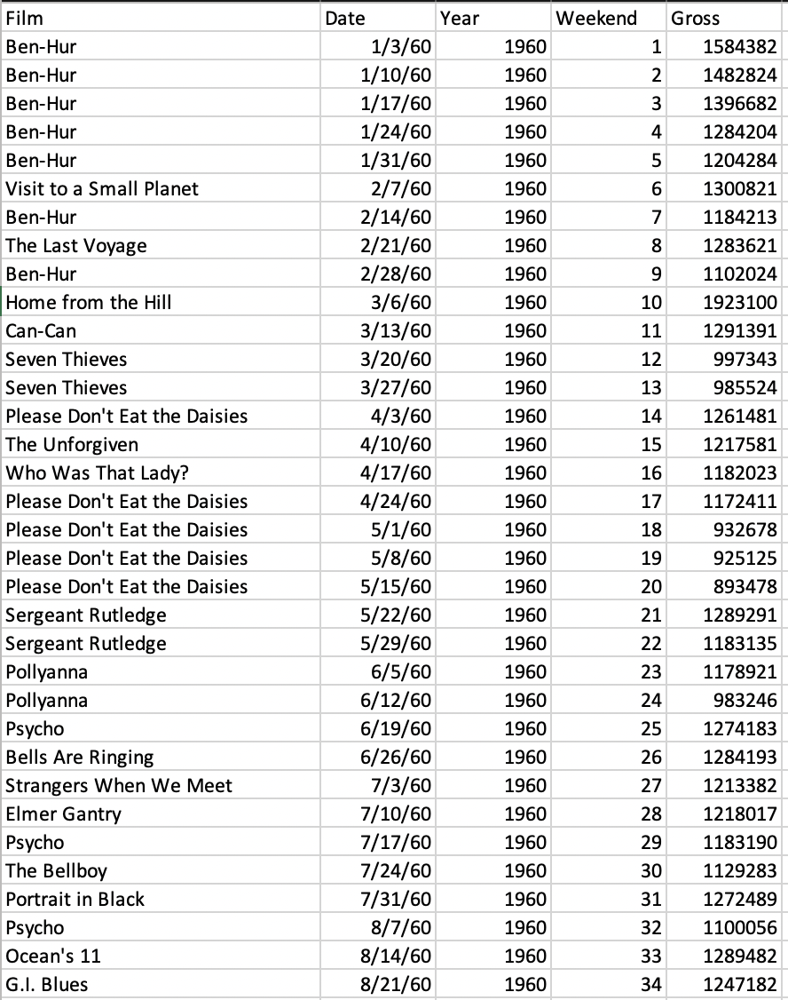 Film Date Year Weekend Gross
Ben-Hur 1/3/60 1960 1 1584382
Ben-Hur 1/10/60 1960 2 1482824
Ben-Hur 1/17/60 1960 3 1396682
Ben-Hur 1/24/60 1960 4 1284204
Ben-Hur 1/31/60 1960 5 1204284
Visit to a Small Planet 2/7/60 1960 6 1300821
Ben-Hur 2/14/60 1960 7 1184213
The Last Voyage 2/21/60 1960 8 1283621
Ben-Hur 2/28/60 1960 9 1102024
Home from the Hill 3/6/60 1960 10 1923100
Can-Can 3/13/60 1960 11 1291391
Seven Thieves 3/20/60 1960 12 997343
Seven Thieves 3/27/60 1960 13 985524
Please Don't Eat the Daisies 4/3/60 1960 14 1261481
The Unforgiven 4/10/60 1960 15 1217581
Who Was That Lady? 4/17/60 1960 16 1182023
Please Don't Eat the Daisies 4/24/60 1960 17 1172411
Please Don't Eat the Daisies 5/1/60 1960 18 932678
Please Don't Eat the Daisies 5/8/60 1960 19 925125
Please Don't Eat the Daisies 5/15/60 1960 20 893478
Sergeant Rutledge 5/22/60 1960 21 1289291
Sergeant Rutledge 5/29/60 1960 22 1183135
Pollyanna 6/5/60 1960 23 1178921
Pollyanna 6/12/60 1960 24 983246
Psycho 6/19/60 1960 25 1274183
Bells Are Ringing 6/26/60 1960 26 1284193
Strangers When We Meet 7/3/60 1960 27 1213382
Elmer Gantry 7/10/60 1960 28 1218017
Psycho 7/17/60 1960 29 1183190
The Bellboy 7/24/60 1960 30 1129283
Portrait in Black 7/31/60 1960 31 1272489
Psycho 8/7/60 1960 32 1100056
Ocean's 11 8/14/60 1960 33 1289482
G.I. Blues 8/21/60 1960 34 1247182